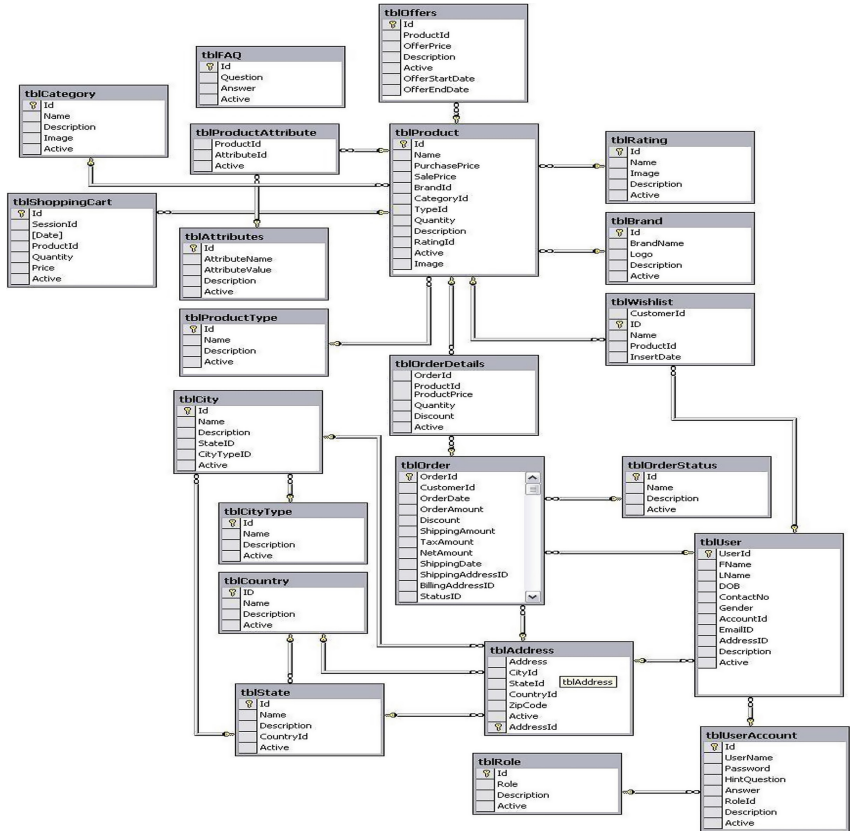 tblOffers
Id
ProductId
OfferPrice
Description
Active
OfferStartDate
OfferEndDate
tblFAQ
Id
Question
Answer
Active
tblCategory
Id
Name
Description
Image
Active
tblProductAttribute
ProductId
AttributeId
Active
tblProduct
Id
Name
PurchasePrice
SalePrice
BrandId
CategoryId
TypeId
Quantity
Description
RatingId
Active
Image
tblRating
Id
Name
Image
Description
Active
tblShoppingCart
Id
SessionId
[Date]
ProductId
Quantity
Price
Active
tblAttributes
Id
AttributeName
AttributeValue
Description
Active
tblBrand
Id
BrandName
Logo
Description
Active
tblProductType
Id
Name
Description
Active
tblWishlist
CustomerId
ID
Name
ProductId
InsertDate
tblOrderDetails
OrderId
ProductId
ProductPrice
Quantity
Discount
Active
tblCity
Id
Name
Description
StateID
CityTypeID
Active
tblOrder
OrderId
CustomerId
OrderDate
OrderAmount
Discount
ShippingAmount
TaxAmount
NetAmount
ShippingDate
ShippingAddressID
BillingAddressID
StatusID
tblOrderStatus
Id
Name
Description
Active
tblCityType
Id
Name
Description
Active
tblUser
UserId
FName
LName
DOB
ContactNo
Gender
AccountId
EmailID
AddressID
Description
Active
tblCountry
ID
Name
Description
Active
tblAddress
Address
CityId
StateId
CountryId
ZipCode
Active
AddressId
tblAddress
tblState
Id
Name
Description
CountryId
Active
tblUserAccount
Id
UserName
Password
HintQuestion
Answer
RoleId
Description
Active
tblRole
Id
Role
Description
Active